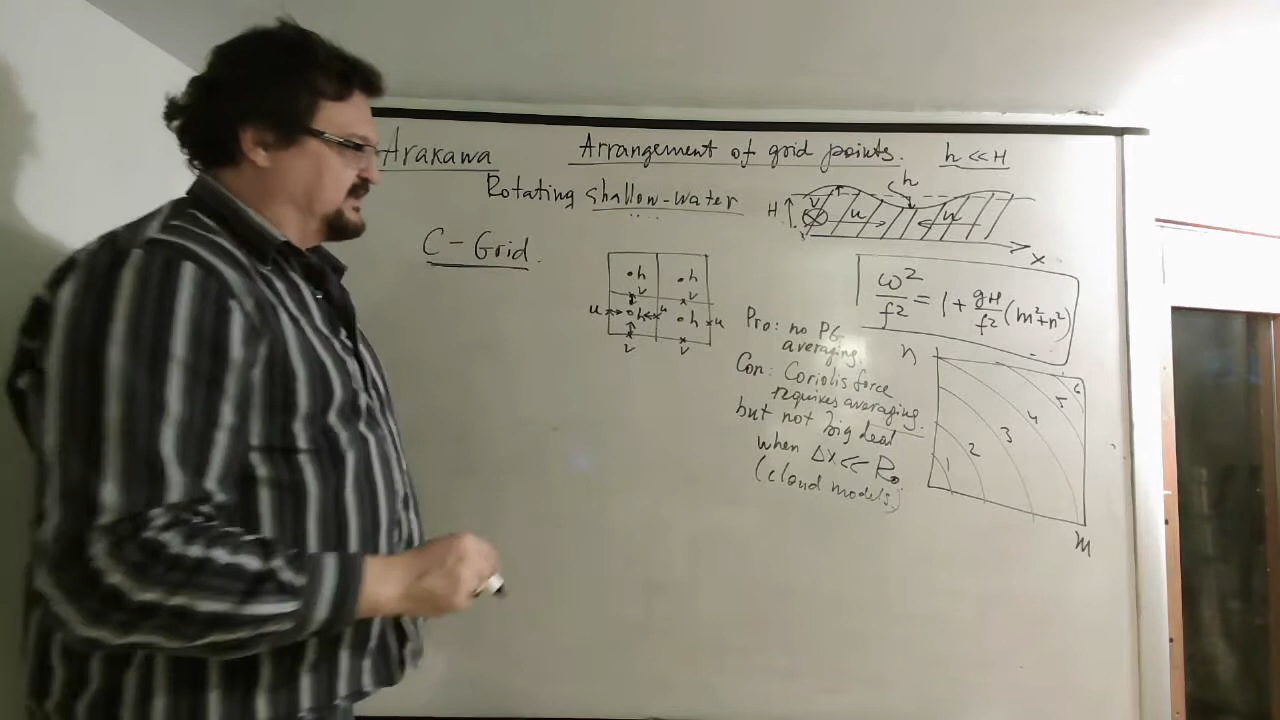 Arakawa
Arrangement of grid points.
h << H
Rotating shallow-water
H
V
u
h
u
x
C-Grid.
h
h
v
v
u
h
u
h
u
v
v
ω²/f² = 1 + gH/f² (m²+n²)
Pro: no PG
averaging.
Con: Coriolis force
requires averaging.
but not big deal
when Δx << R₀
(cloud models)
n
1
2
3
4
5
6
m